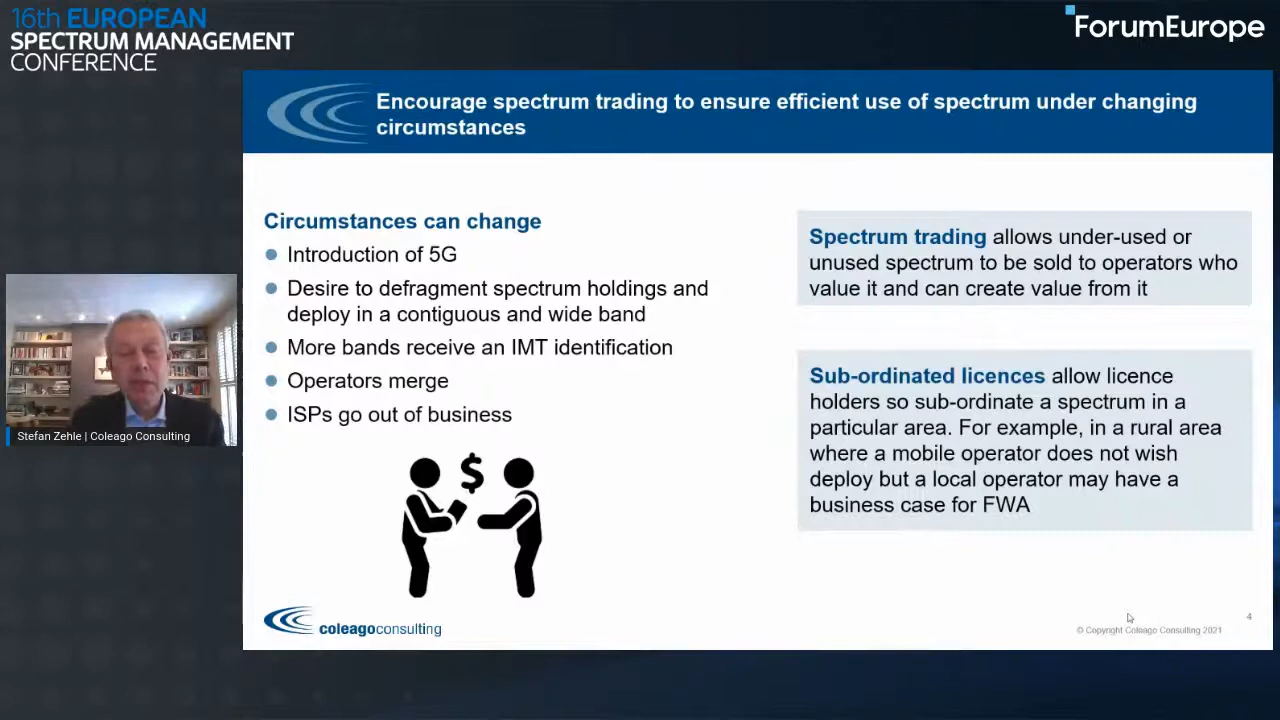 16th EUROPEAN
SPECTRUM MANAGEMENT
CONFERENCE
ForumEurope
Encourage spectrum trading to ensure efficient use of spectrum under changing
circumstances
Circumstances can change
Introduction of 5G
Desire to defragment spectrum holdings and
deploy in a contiguous and wide band
More bands receive an IMT identification
Operators merge
ISPs go out of business
$
Spectrum trading allows under-used or
unused spectrum to be sold to operators who
value it and can create value from it
Sub-ordinated licences allow licence
holders so sub-ordinate a spectrum in a
particular area. For example, in a rural area
where a mobile operator does not wish
deploy but a local operator may have a
business case for FWA
Stefan Zehle | Coleago Consulting
coleagoconsulting
4
© Copyright Coleago Consulting 2021